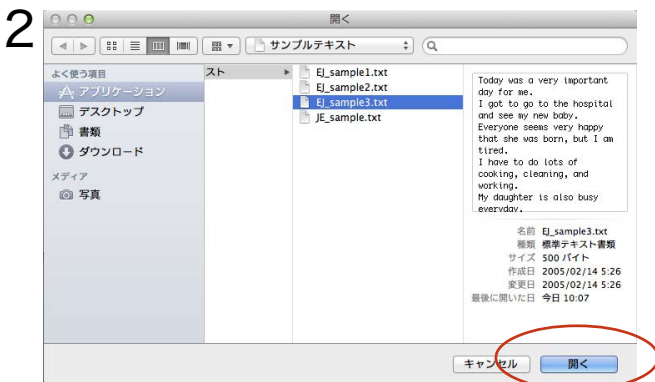 2
開く
サンプルテキスト
よく使う項目
アプリケーション
デスクトップ
書類
ダウンロード
メディア
写真
スト
EJ_sample1.txt
EJ_sample2.txt
EJ_sample3.txt
JE_sample.txt
Today was a very important
day for me.
I got to go to the hospital
and see my new baby.
Everyone seems very happy
that she was born, but I am
tired.
I have to do lots of
cooking, cleaning, and
working.
My daughter is also busy
everyday.
名前 EJ_sample3.txt
種類 標準テキスト書類
サイズ 500 バイト
作成日 2005/02/14 5:26
変更日 2005/02/14 5:26
最後に開いた日 今日 10:07
キャンセル 開く